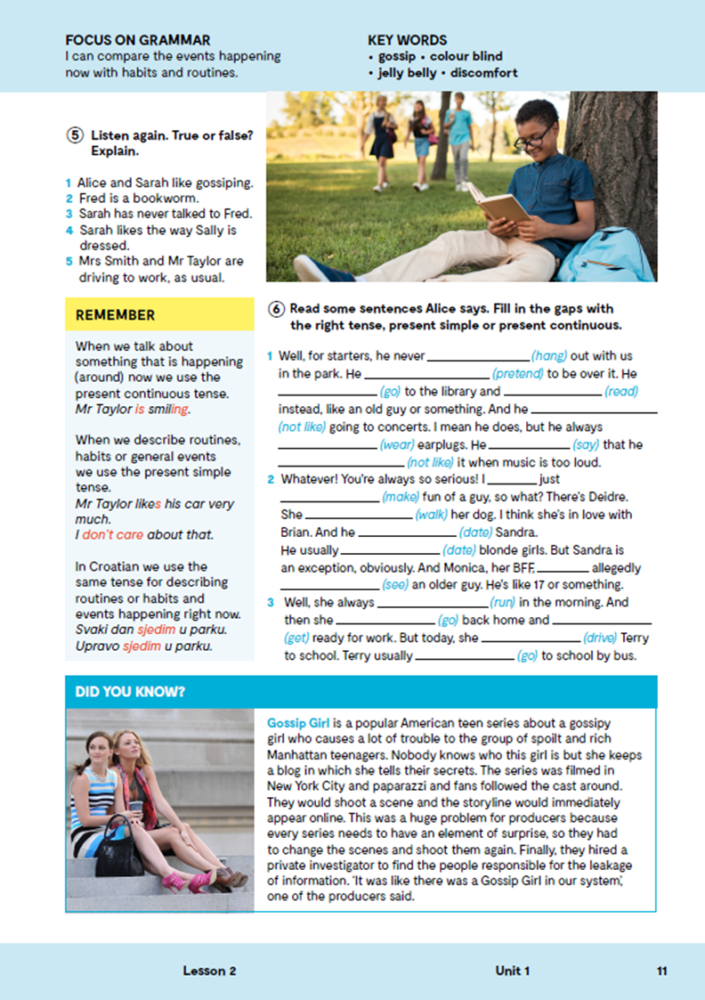 FOCUS ON GRAMMAR
I can compare the events happening
now with habits and routines.
KEY WORDS
• gossip • colour blind
• jelly belly • discomfort
5 Listen again. True or false?
Explain.
1 Alice and Sarah like gossiping.
2 Fred is a bookworm.
3 Sarah has never talked to Fred.
4 Sarah likes the way Sally is
dressed.
5 Mrs Smith and Mr Taylor are
driving to work, as usual.
REMEMBER
When we talk about
something that is happening
(around) now we use the
present continuous tense.
Mr Taylor is smiling.
When we describe routines,
habits or general events
we use the present simple
tense.
Mr Taylor likes his car very
much.
I don't care about that.
In Croatian we use the
same tense for describing
routines or habits and
events happening right now.
Svaki dan sjedim u parku.
Upravo sjedim u parku.
6 Read some sentences Alice says. Fill in the gaps with
the right tense, present simple or present continuous.
1 Well, for starters, he never ____________ (hang) out with us
in the park. He ____________ (pretend) to be over it. He
____________ (go) to the library and ____________ (read)
instead, like an old guy or something. And he ____________
(not like) going to concerts. I mean he does, but he always
____________ (wear) earplugs. He ____________ (say) that he
____________ (not like) it when music is too loud.
2 Whatever! You're always so serious! I ______ just
____________ (make) fun of a guy, so what? There's Deidre.
She ____________ (walk) her dog. I think she's in love with
Brian. And he ____________ (date) Sandra.
He usually ____________ (date) blonde girls. But Sandra is
an exception, obviously. And Monica, her BFF, ______ allegedly
____________ (see) an older guy. He's like 17 or something.
3 Well, she always ____________ (run) in the morning. And
then she ____________ (go) back home and ____________
(get) ready for work. But today, she ____________ (drive) Terry
to school. Terry usually ____________ (go) to school by bus.
DID YOU KNOW?
Gossip Girl is a popular American teen series about a gossipy
girl who causes a lot of trouble to the group of spoilt and rich
Manhattan teenagers. Nobody knows who this girl is but she keeps
a blog in which she tells their secrets. The series was filmed in
New York City and paparazzi and fans followed the cast around.
They would shoot a scene and the storyline would immediately
appear online. This was a huge problem for producers because
every series needs to have an element of surprise, so they had
to change the scenes and shoot them again. Finally, they hired a
private investigator to find the people responsible for the leakage
of information. 'It was like there was a Gossip Girl in our system',
one of the producers said.
Lesson 2
Unit 1
11